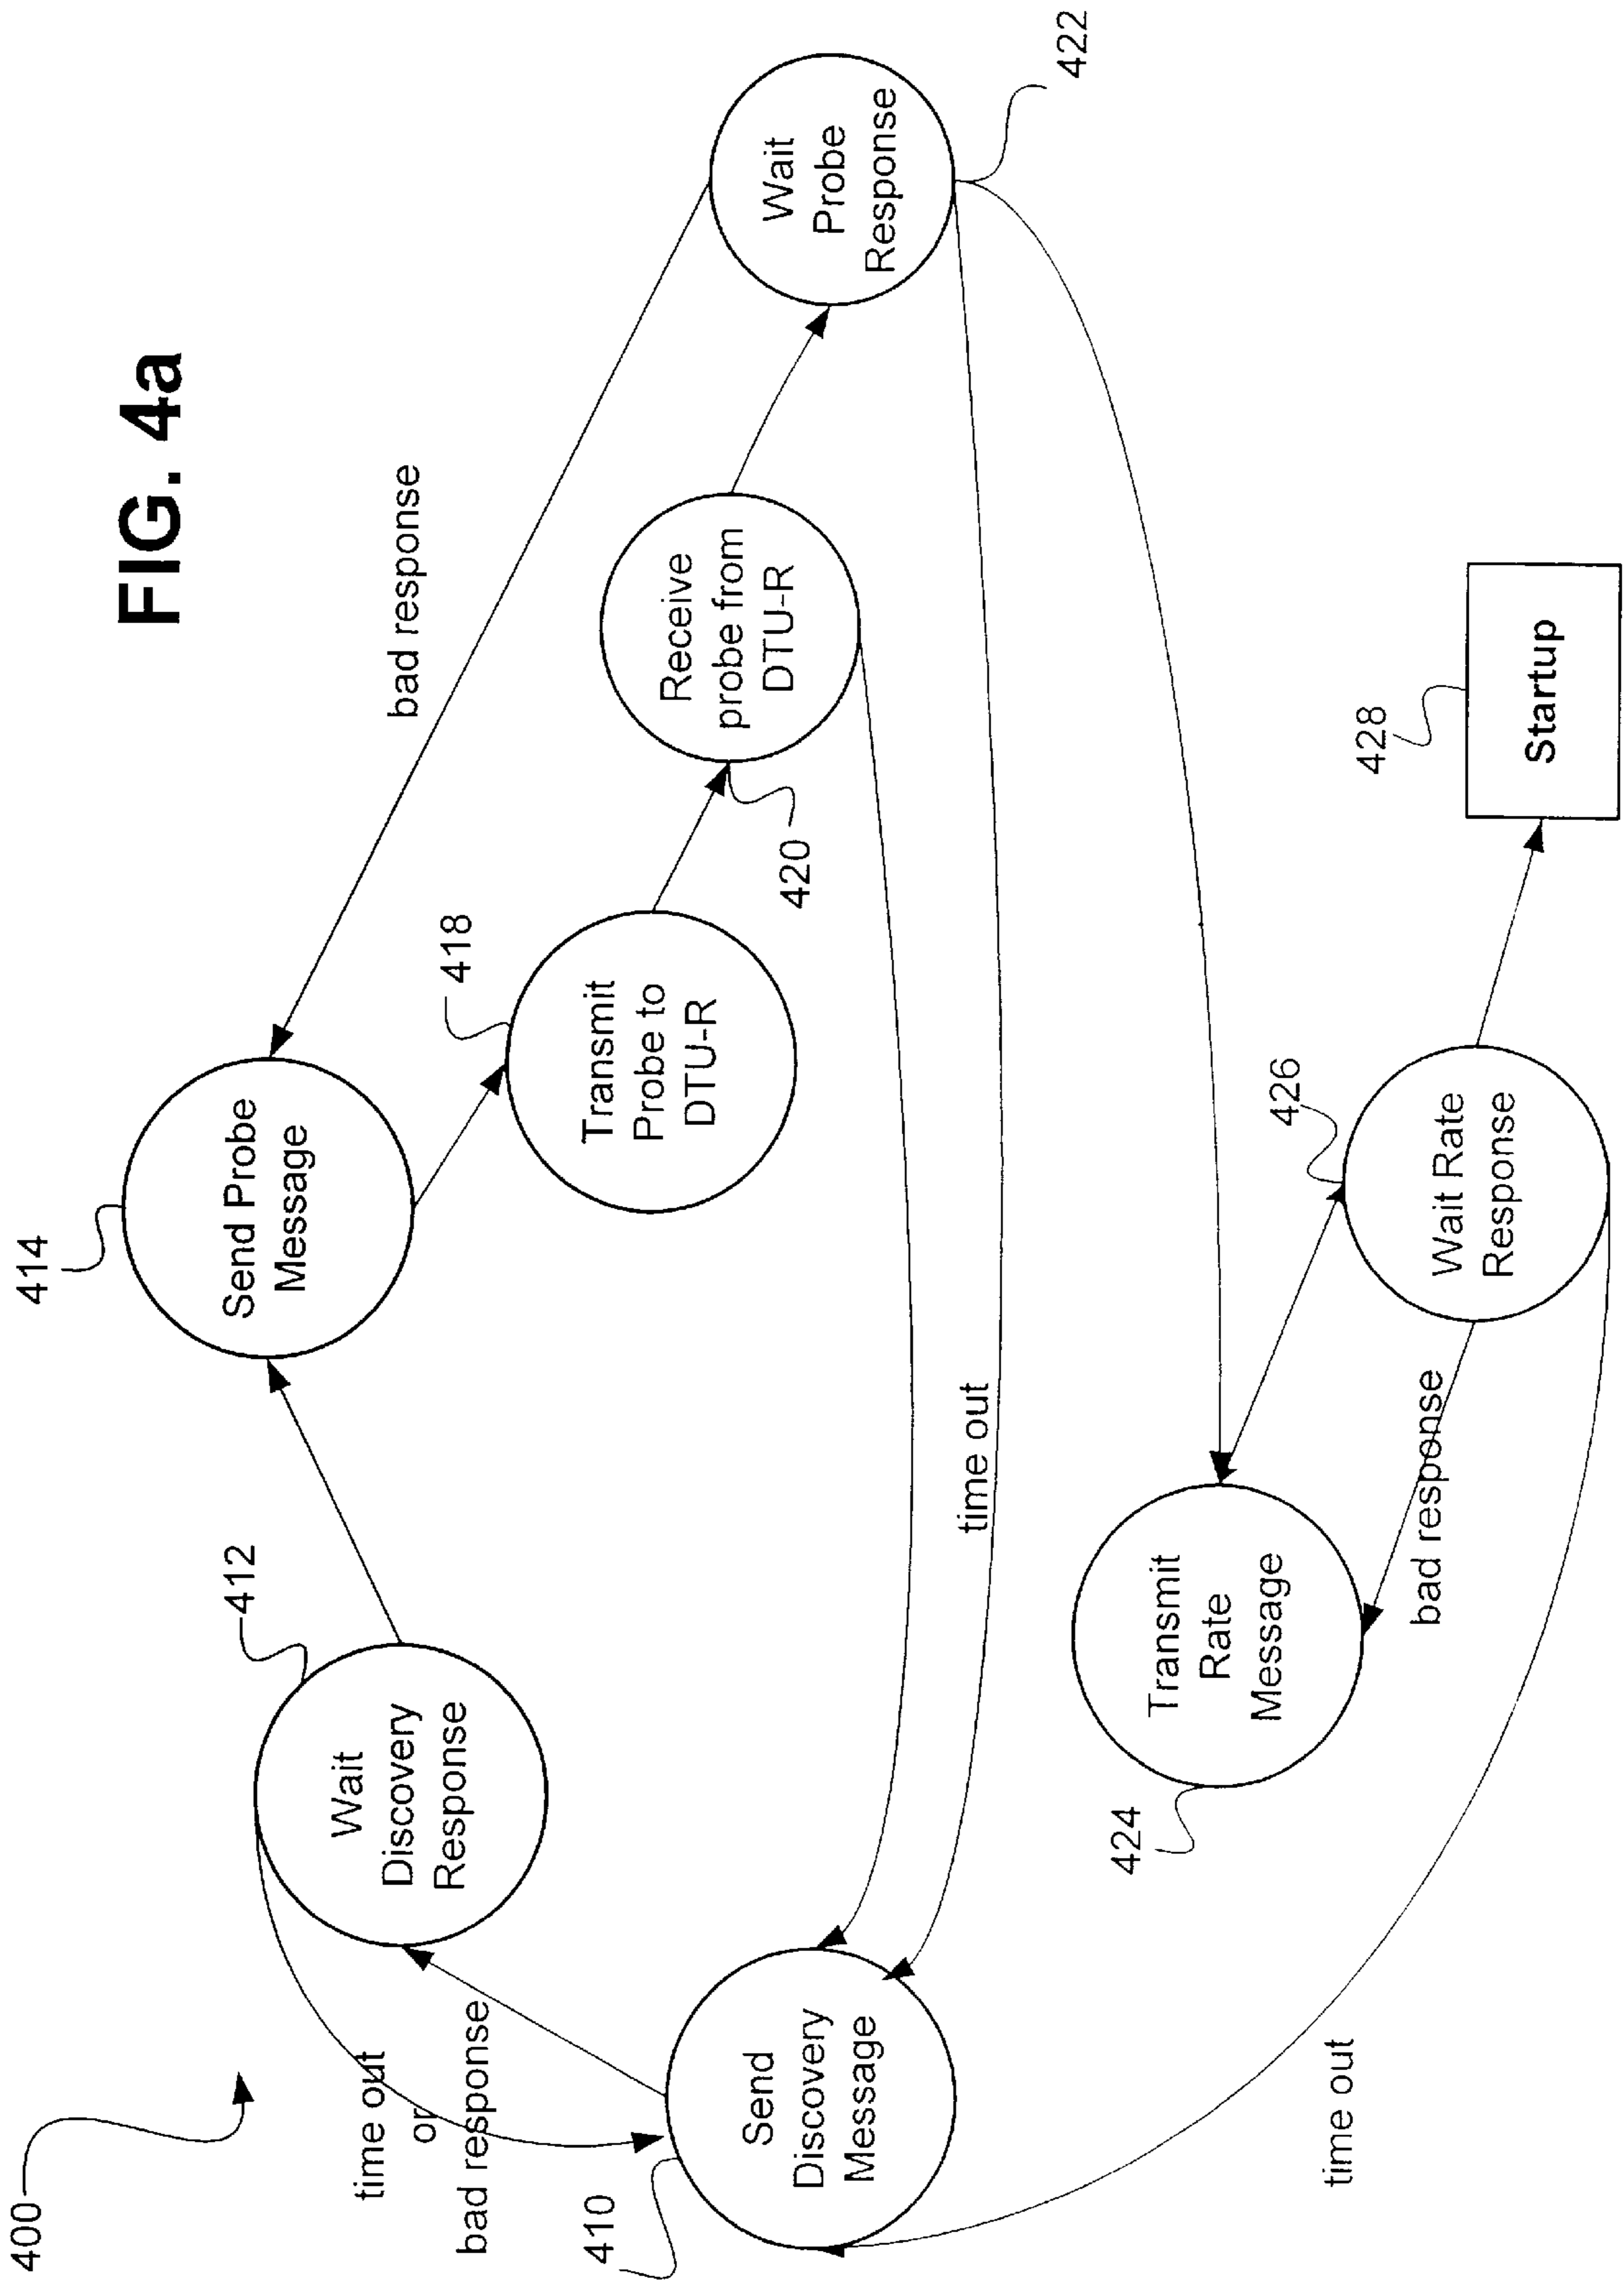 FIG. 4a
400
414
412
Send Probe
Message
418
bad response
Wait
Discovery
Response
Transmit
Probe to
DTU-R
Receive
probe from
DTU-R
Wait
Probe
Response
time out
or
bad response
410
420
422
Send
Discovery
Message
time out
424
Transmit
Rate
Message
426
428
bad response
Wait Rate
Response
Startup
time out